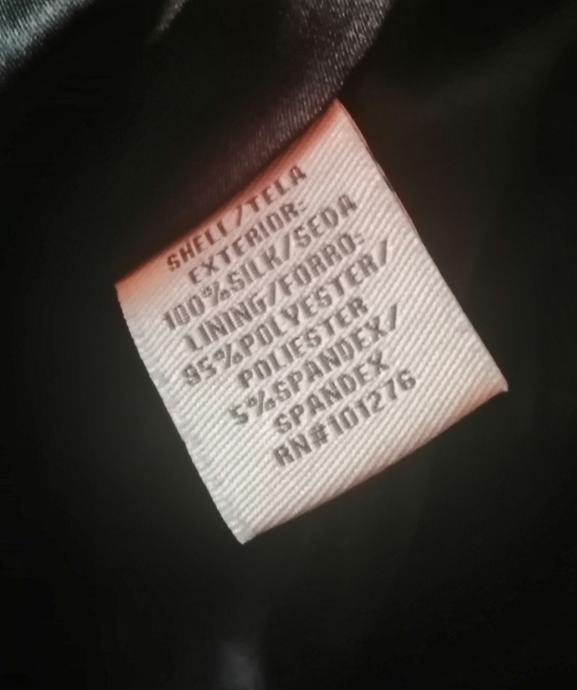 SHELL/TELA
EXTERIOR:
100%SILK/SEDA
LINING/FORRO:
95%POLYESTER/
POLIESTER
5%SPANDEX/
SPANDEX
RN#101276